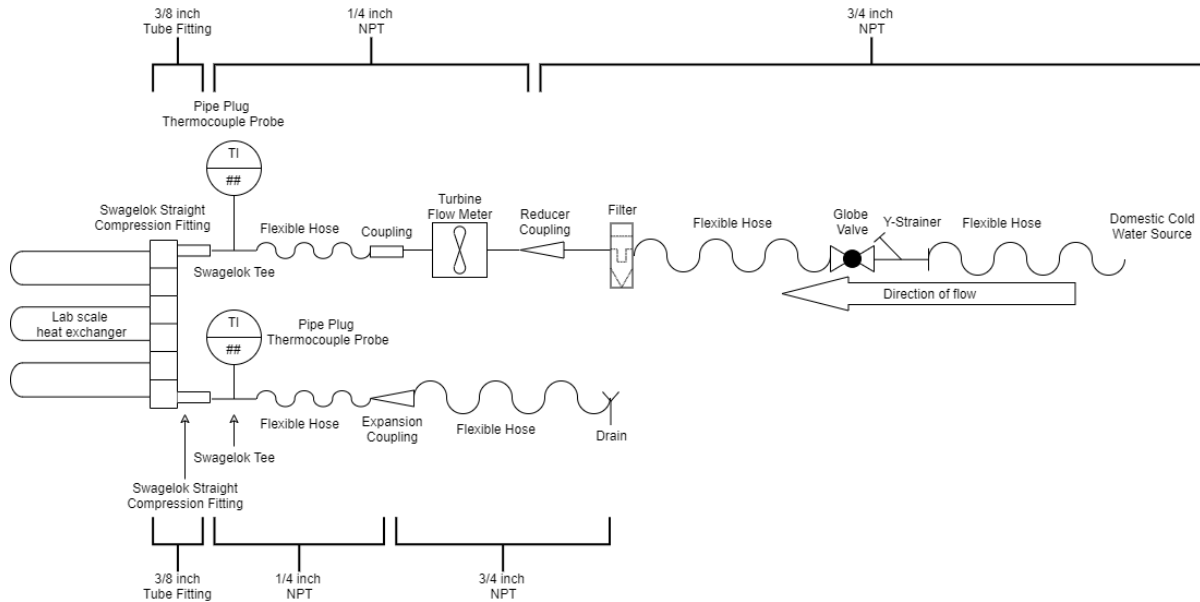 3/8 inch
Tube Fitting
1/4 inch
NPT
3/4 inch
NPT
Pipe Plug
Thermocouple Probe
TI
##
Swagelok Straight
Compression Fitting
Swagelok Tee
Flexible Hose
Coupling
Turbine
Flow Meter
Reducer
Coupling
Filter
Flexible Hose
Globe
Valve
Y-Strainer
Flexible Hose
Domestic Cold
Water Source
Direction of flow
Lab scale
heat exchanger
TI
##
Pipe Plug
Thermocouple Probe
Flexible Hose
Expansion
Coupling
Flexible Hose
Drain
Swagelok Tee
Swagelok Straight
Compression Fitting
3/8 inch
Tube Fitting
1/4 inch
NPT
3/4 inch
NPT